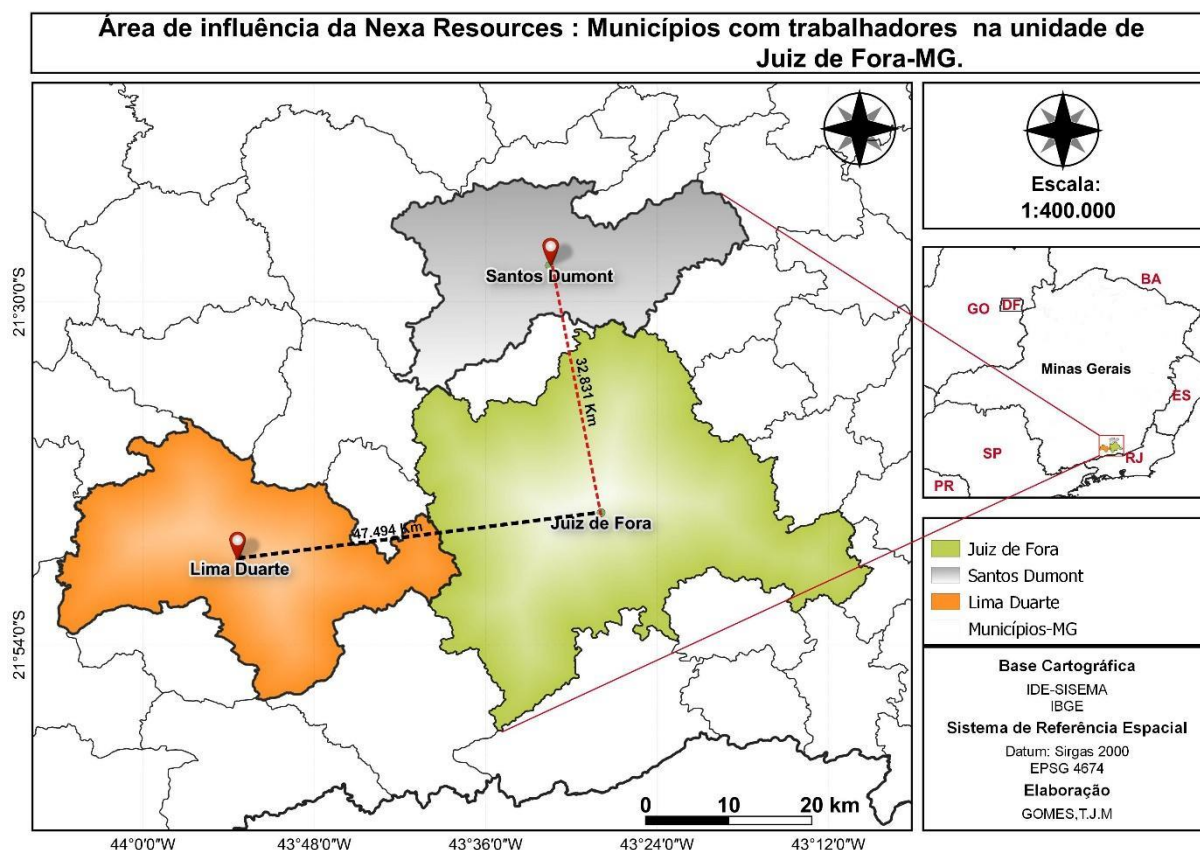 Área de influência da Nexa Resources : Municípios com trabalhadores na unidade de
Juiz de Fora-MG.
Santos Dumont
32.831 Km
Juiz de Fora
47.494 Km
Lima Duarte
21°30'0"S
21°54'0"S
44°0'0"W
43°48'0"W
43°36'0"W
43°24'0"W
43°12'0"W
0 10 20 km
Escala:
1:400.000
BA
GO
DF
Minas Gerais
ES
SP
RJ
PR
Juiz de Fora
Santos Dumont
Lima Duarte
Municípios-MG
Base Cartográfica
IDE-SISEMA
IBGE
Sistema de Referência Espacial
Datum: Sirgas 2000
EPSG 4674
Elaboração
GOMES,T.J.M